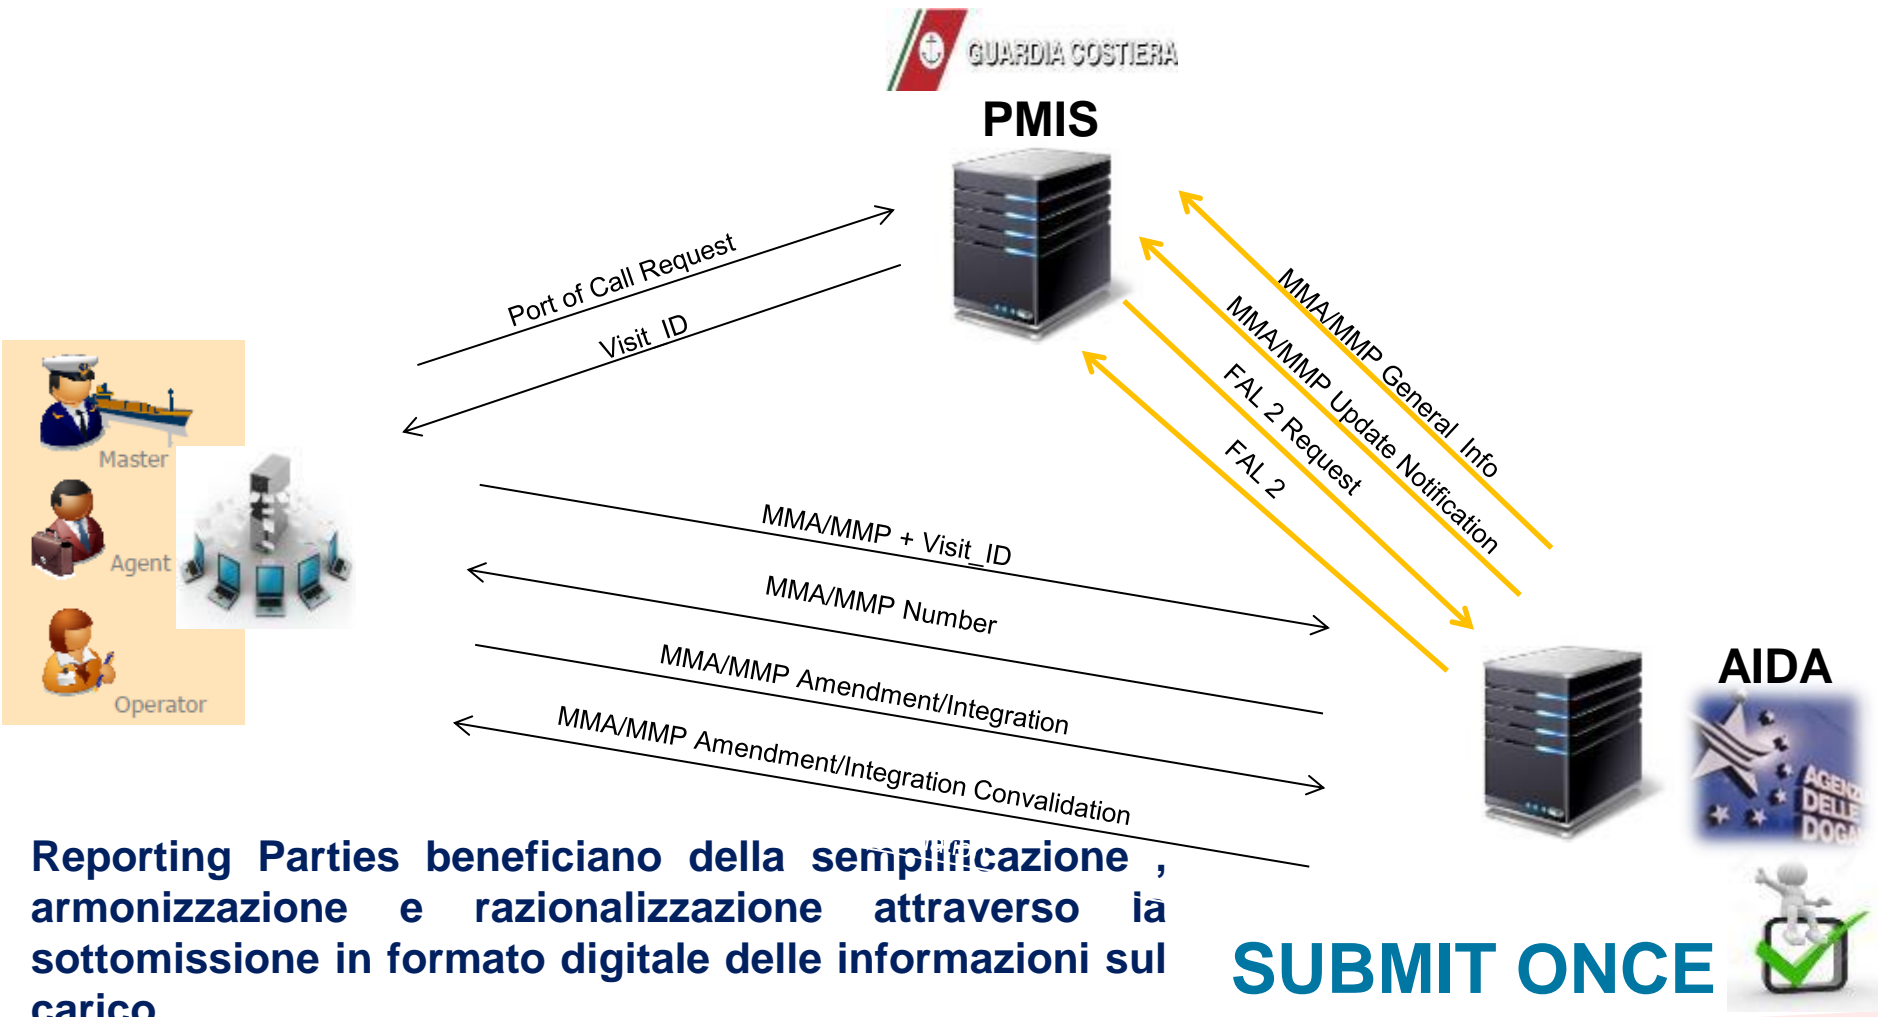 GUARDIA COSTIERA
PMIS
Port of Call Request
Visit_ID
MMA/MMP General Info
MMA/MMP Update Notification
FAL 2 Request
FAL 2
Master
Agent
Operator
MMA/MMP + Visit_ID
MMA/MMP Number
MMA/MMP Amendment/Integration
MMA/MMP Amendment/Integration Convalidation
AIDA
AGENZ
DELLE
DOGA
Reporting Parties beneficiano della semplificazione ,
armonizzazione e razionalizzazione attraverso la
sottomissione in formato digitale delle informazioni sul
carico
SUBMIT ONCE